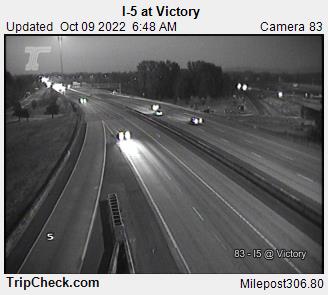 I-5 at Victory
Updated Oct 09 2022 6:48 AM Camera 83
S
83 - I5 @ Victory
TripCheck.com Milepost306.80